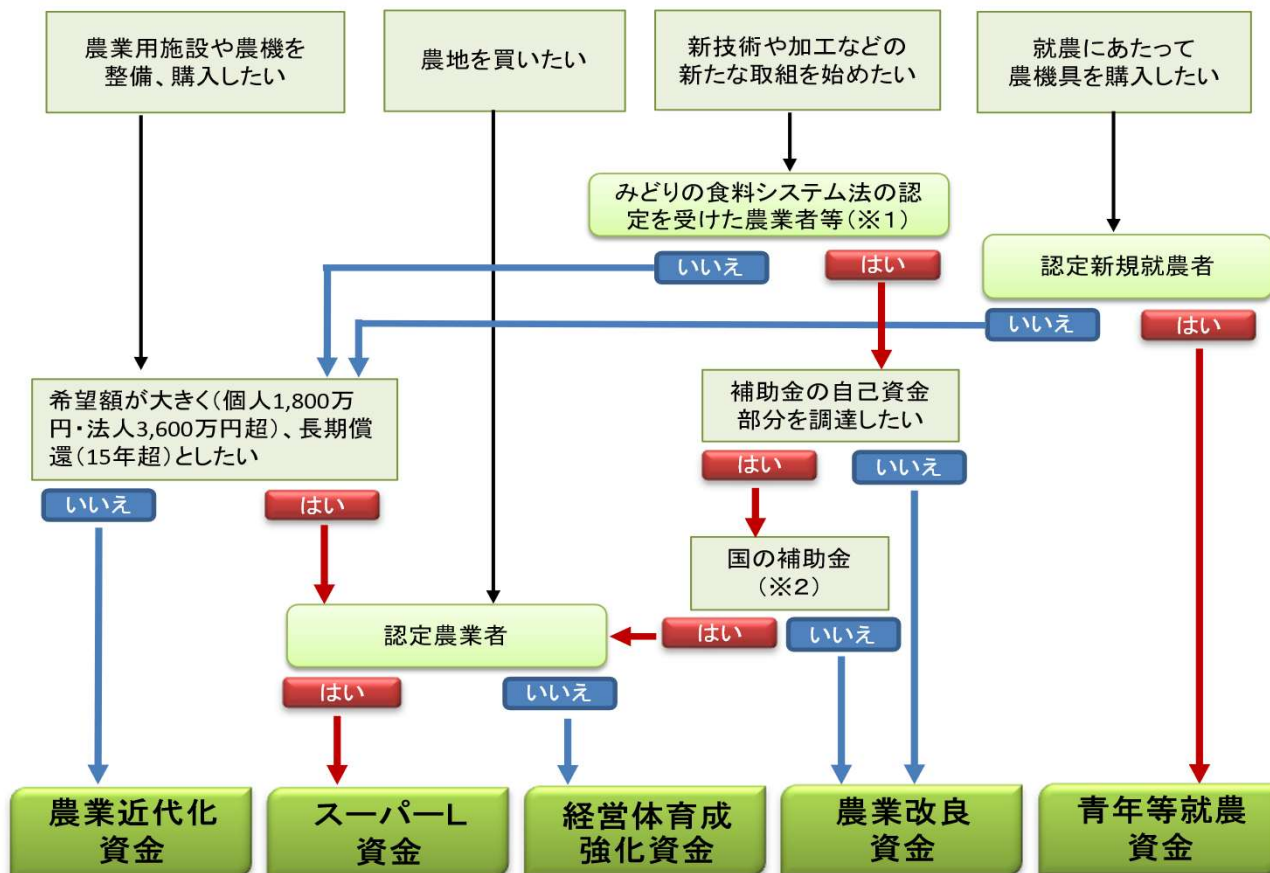 農業用施設や農機を
整備、購入したい
農地を買いたい
新技術や加工などの
新たな取組を始めたい
就農にあたって
農機具を購入したい
みどりの食料システム法の認
定を受けた農業者等(※1)
いいえ
はい
認定新規就農者
いいえ
はい
希望額が大きく(個人1,800万
円・法人3,600万円超)、長期償
還(15年超)としたい
いいえ
はい
補助金の自己資金
部分を調達したい
はい
いいえ
国の補助金
(※2)
はい
いいえ
認定農業者
はい
いいえ
農業近代化
資金
スーパーL
資金
経営体育成
強化資金
農業改良
資金
青年等就農
資金